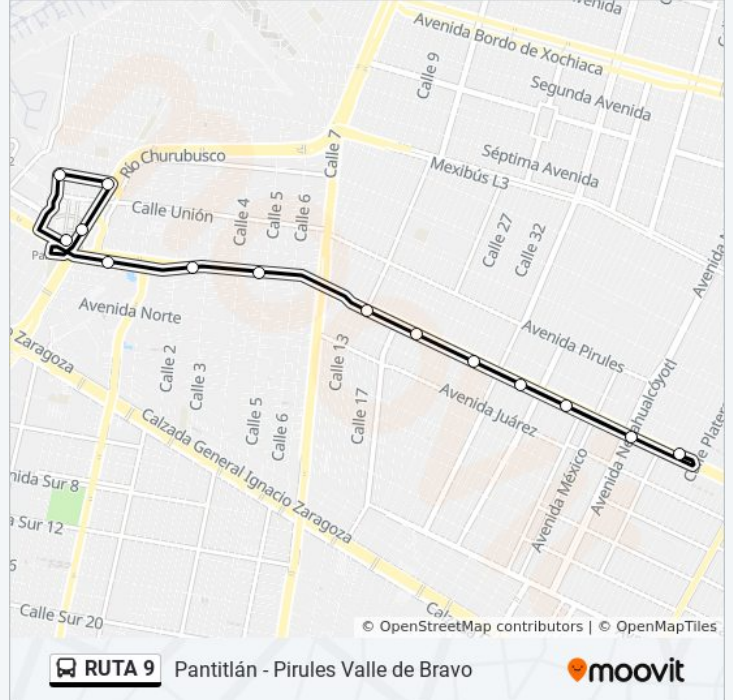 Avenida Bordo de Xochiaca
Calle 9
Segunda Avenida
Séptima Avenida
Mexibús L3
Calle 7
Río Churubusco
Calle Unión
Calle 4
Calle 5
Calle 6
Calle 27
Calle 32
Avenida Norte
Calle 2
Calle 3
Calle 5
Calle 6
Calle 13
Calle 17
Avenida Pirules
Avenida Juárez
Avenida México
Avenida Nezahualcóyotl
Zaragoza
Calzada General Ignacio Zaragoza
nida Sur 8
a Sur 12
Calle Sur 20
© OpenStreetMap contributors | © OpenMapTiles
RUTA 9 Pantitlán - Pirules Valle de Bravo
moovit